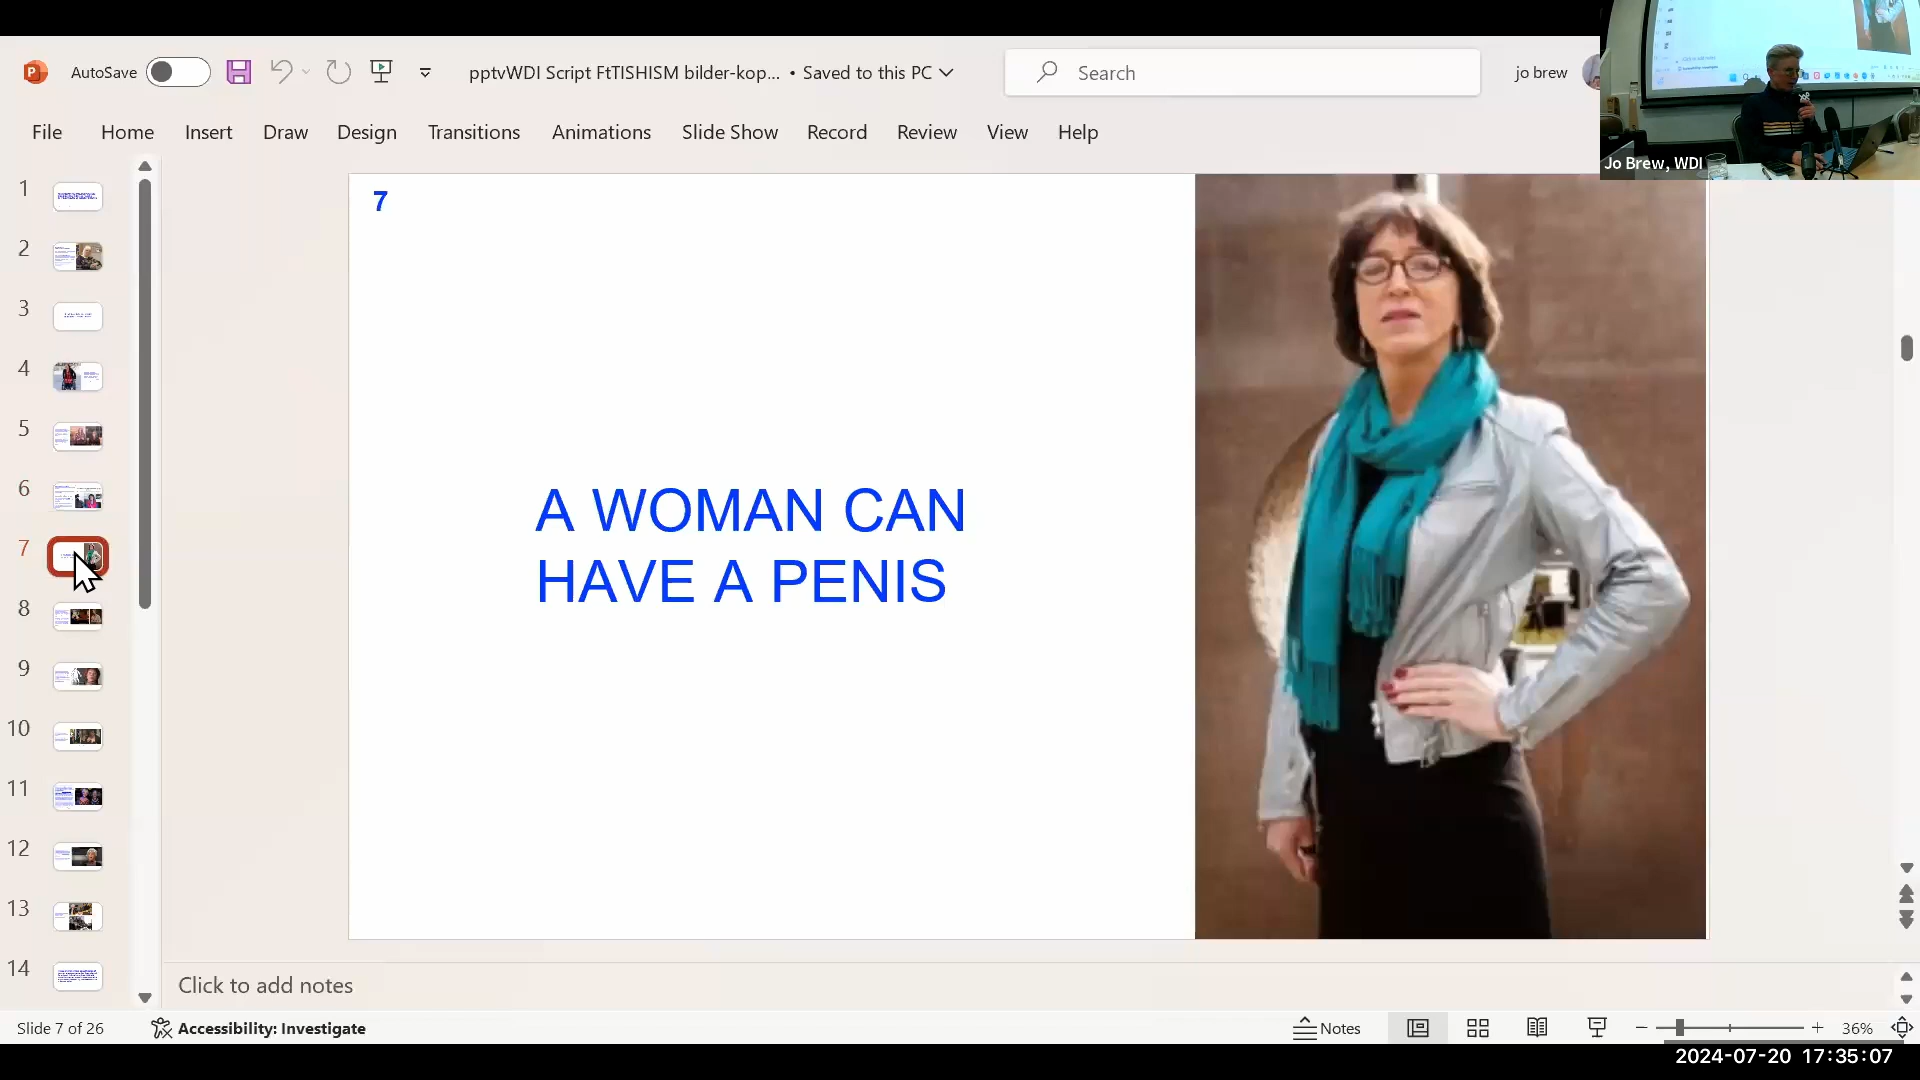 AutoSave
pptvWDI Script FtTISHISM bilder-kop... • Saved to this PC
Search
jo brew
File Home Insert Draw Design Transitions Animations Slide Show Record Review View Help
Jo Brew, WDI
1
2
3
4
5
6
7
8
9
10
11
12
13
14
7
A WOMAN CAN
HAVE A PENIS
Click to add notes
Slide 7 of 26
Accessibility: Investigate
Notes
36%
2024-07-20 17:35:07